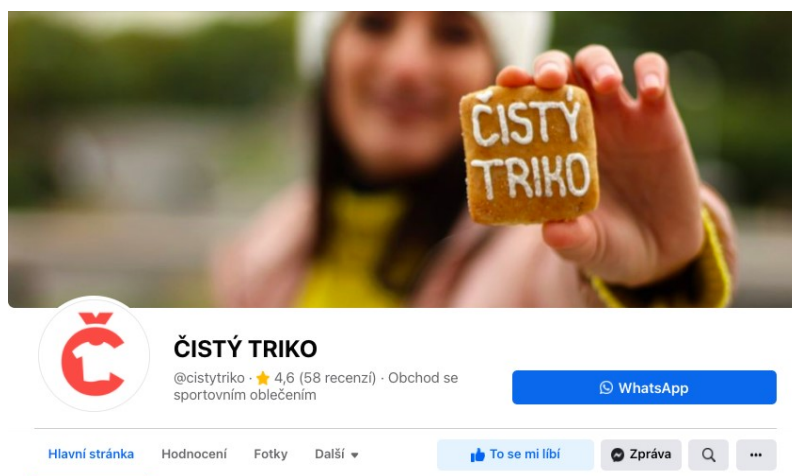 ČISTÝ
TRIKO
ČISTÝ TRIKO
@cistytriko · ⭐ 4,6 (58 recenzí) · Obchod se
sportovním oblečením
WhatsApp
Hlavní stránka Hodnocení Fotky Další
To se mi líbí Zpráva